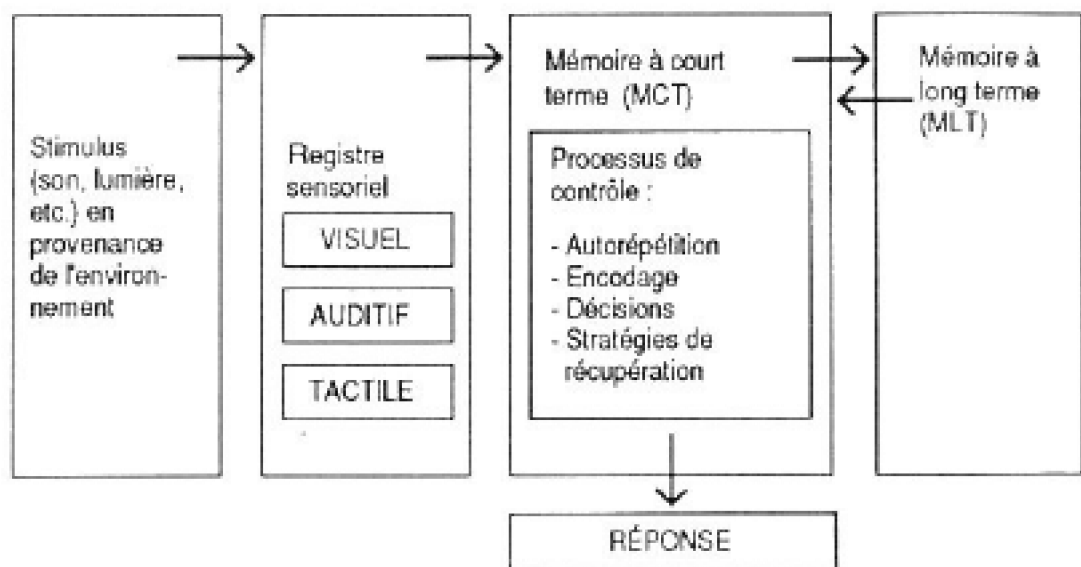 Stimulus
(son, lumière,
etc.) en
provenance
de l'environ-
nement
Registre
sensoriel
VISUEL
AUDITIF
TACTILE
Mémoire à court
terme (MCT)
Processus de
contrôle :
- Autorépétition
- Encodage
- Décisions
- Stratégies de
récupération
Mémoire à
long terme
(MLT)
RÉPONSE